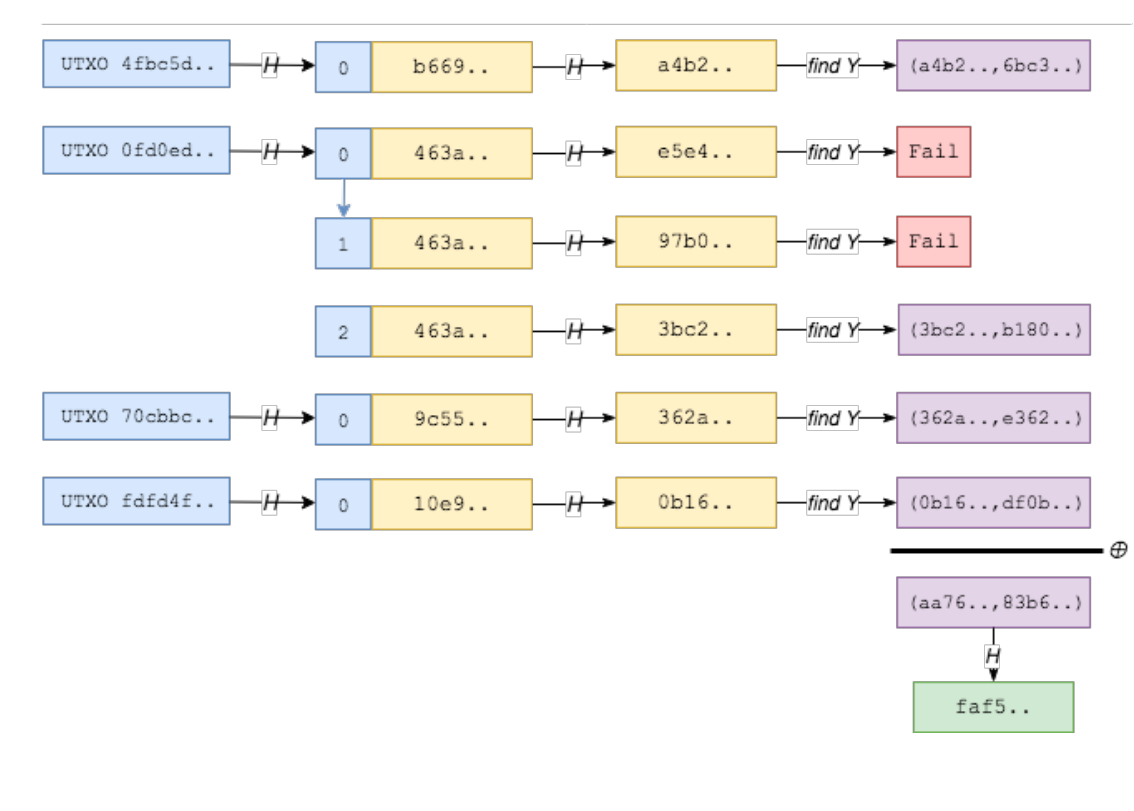 UTXO 4fbc5d.. H 0 b669.. H a4b2.. find Y (a4b2..,6bc3..)
UTXO 0fd0ed.. H 0 463a.. H e5e4.. find Y Fail
1 463a.. H 97b0.. find Y Fail
2 463a.. H 3bc2.. find Y (3bc2..,b180..)
UTXO 70cbbc.. H 0 9c55.. H 362a.. find Y (362a..,e362..)
UTXO fdfd4f.. H 0 10e9.. H 0b16.. find Y (0b16..,df0b..)
⊕
(aa76..,83b6..)
H
faf5..